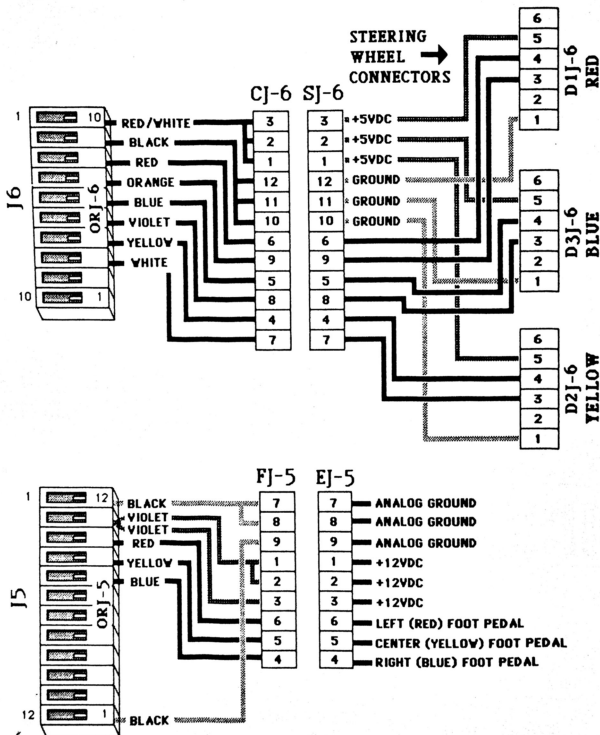 STEERING
WHEEL
CONNECTORS
6
5
4
3
2
1
D1J-6
RED
CJ-6 SJ-6
1 10
J6
ORJ-6
10 1
RED/WHITE
BLACK
RED
ORANGE
BLUE
VIOLET
YELLOW
WHITE
3 3 +5VDC
2 2 +5VDC
1 1 +5VDC
12 12 GROUND
11 11 GROUND
10 10 GROUND
6 6
9 9
5 5
8 8
4 4
7 7
6
5
4
3
2
1
D3J-6
BLUE
6
5
4
3
2
1
D2J-6
YELLOW
FJ-5 EJ-5
1 12
J5
ORJ-5
12 1
BLACK
VIOLET
VIOLET
RED
YELLOW
BLUE
BLACK
7 7 ANALOG GROUND
8 8 ANALOG GROUND
9 9 ANALOG GROUND
1 1 +12VDC
2 2 +12VDC
3 3 +12VDC
6 6 LEFT (RED) FOOT PEDAL
5 5 CENTER (YELLOW) FOOT PEDAL
4 4 RIGHT (BLUE) FOOT PEDAL